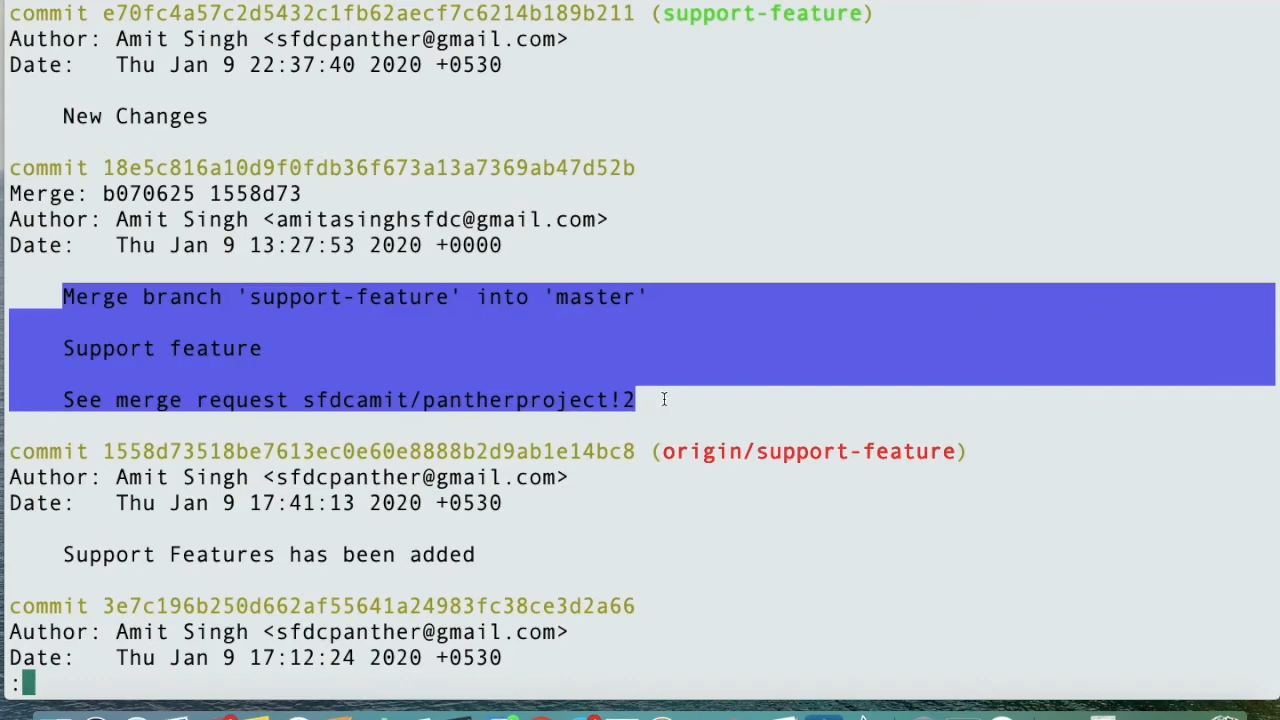 commit e70fc4a57c2d5432c1fb62aecf7c6214b189b211 (support-feature)
Author: Amit Singh <sfdcpanther@gmail.com>
Date:   Thu Jan 9 22:37:40 2020 +0530
New Changes
commit 18e5c816a10d9f0fdb36f673a13a7369ab47d52b
Merge: b070625 1558d73
Author: Amit Singh <amitasinghsfdc@gmail.com>
Date:   Thu Jan 9 13:27:53 2020 +0000
Merge branch 'support-feature' into 'master'
Support feature
See merge request sfdcamit/pantherproject!2
commit 1558d73518be7613ec0e60e8888b2d9ab1e14bc8 (origin/support-feature)
Author: Amit Singh <sfdcpanther@gmail.com>
Date:   Thu Jan 9 17:41:13 2020 +0530
Support Features has been added
commit 3e7c196b250d662af55641a24983fc38ce3d2a66
Author: Amit Singh <sfdcpanther@gmail.com>
Date:   Thu Jan 9 17:12:24 2020 +0530
: